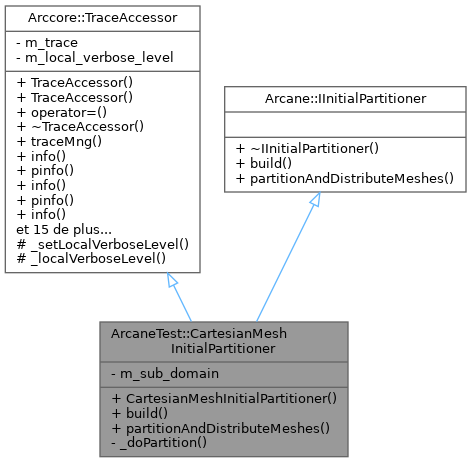 Arccore::TraceAccessor
- m_trace
- m_local_verbose_level
+ TraceAccessor()
+ TraceAccessor()
+ operator=()
+ ~TraceAccessor()
+ traceMng()
+ info()
+ pinfo()
+ info()
+ pinfo()
+ info()
et 15 de plus...
# _setLocalVerboseLevel()
# _localVerboseLevel()
Arcane::IInitialPartitioner
+ ~IInitialPartitioner()
+ build()
+ partitionAndDistributeMeshes()
ArcaneTest::CartesianMesh
InitialPartitioner
- m_sub_domain
+ CartesianMeshInitialPartitioner()
+ build()
+ partitionAndDistributeMeshes()
- _doPartition()